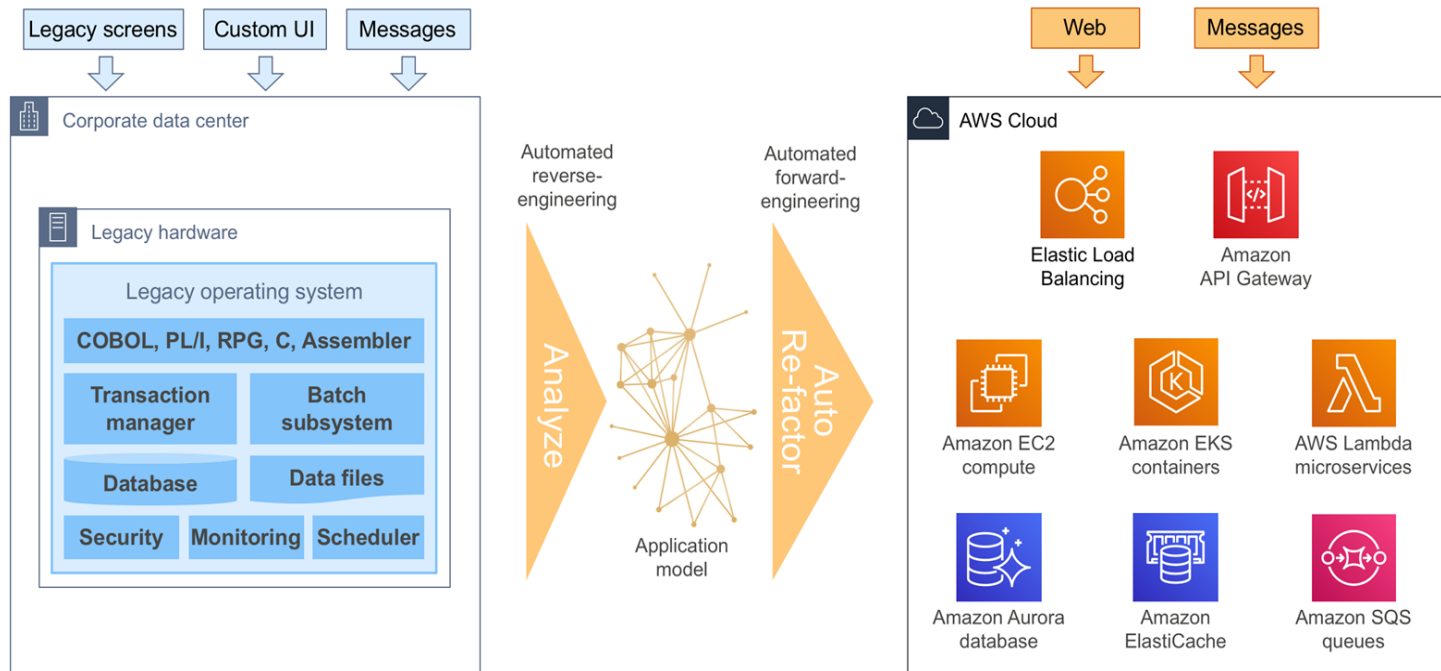 Legacy screens
Custom UI
Messages
Web
Messages
Corporate data center
Legacy hardware
Legacy operating system
COBOL, PL/I, RPG, C, Assembler
Transaction
manager
Batch
subsystem
Database
Data files
Security
Monitoring
Scheduler
Automated
reverse-
engineering
Analyze
Application
model
Automated
forward-
engineering
Auto
Re-factor
AWS Cloud
Elastic Load
Balancing
Amazon
API Gateway
Amazon EC2
compute
Amazon EKS
containers
AWS Lambda
microservices
Amazon Aurora
database
Amazon
ElastiCache
Amazon SQS
queues